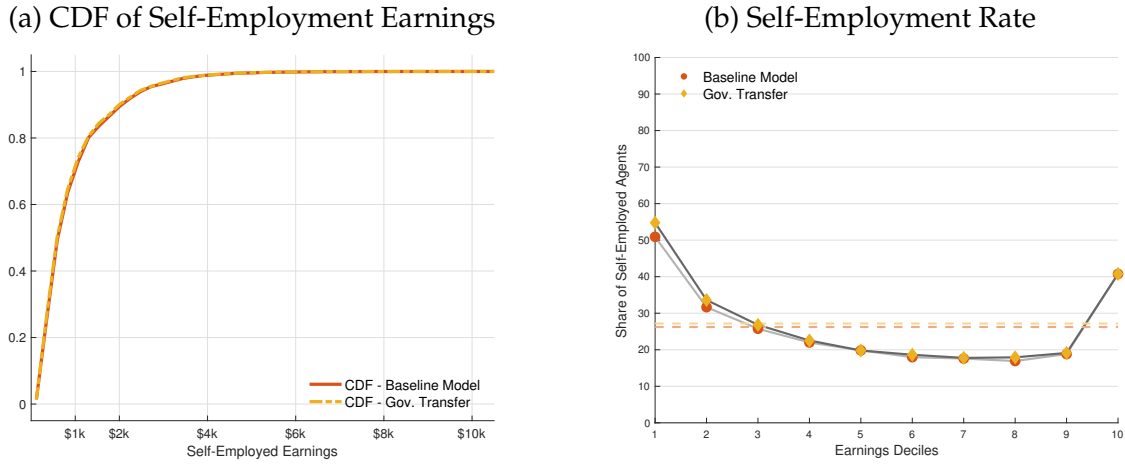 (a) CDF of Self-Employment Earnings
1
0.8
0.6
0.4
0.2
0
CDF - Baseline Model
CDF - Gov. Transfer
$1k
$2k
$4k
$6k
$8k
$10k
Self-Employed Earnings
(b) Self-Employment Rate
100
90
80
70
60
50
40
30
20
10
0
Share of Self-Employed Agents
Baseline Model
Gov. Transfer
1
2
3
4
5
6
7
8
9
10
Earnings Deciles